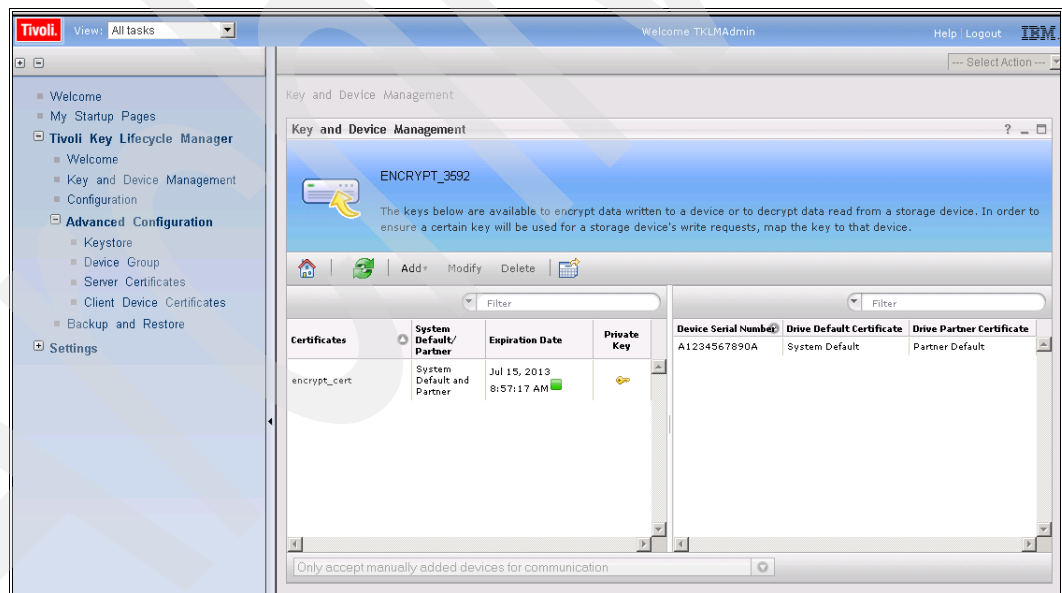 Tivoli. View: All tasks Welcome TKLMAdmin Help | Logout IBM.
--- Select Action ---
Welcome
My Startup Pages
Tivoli Key Lifecycle Manager
Welcome
Key and Device Management
Configuration
Advanced Configuration
Keystore
Device Group
Server Certificates
Client Device Certificates
Backup and Restore
Settings
Key and Device Management
Key and Device Management ? _
ENCRYPT_3592
The keys below are available to encrypt data written to a device or to decrypt data read from a storage device. In order to
ensure a certain key will be used for a storage device's write requests, map the key to that device.
Add Modify Delete
Filter
Certificates System Default/ Partner Expiration Date Private Key
encrypt_cert System Default and Partner Jul 15, 2013 8:57:17 AM
Filter
Device Serial Number Drive Default Certificate Drive Partner Certificate
A1234567890A System Default Partner Default
Only accept manually added devices for communication